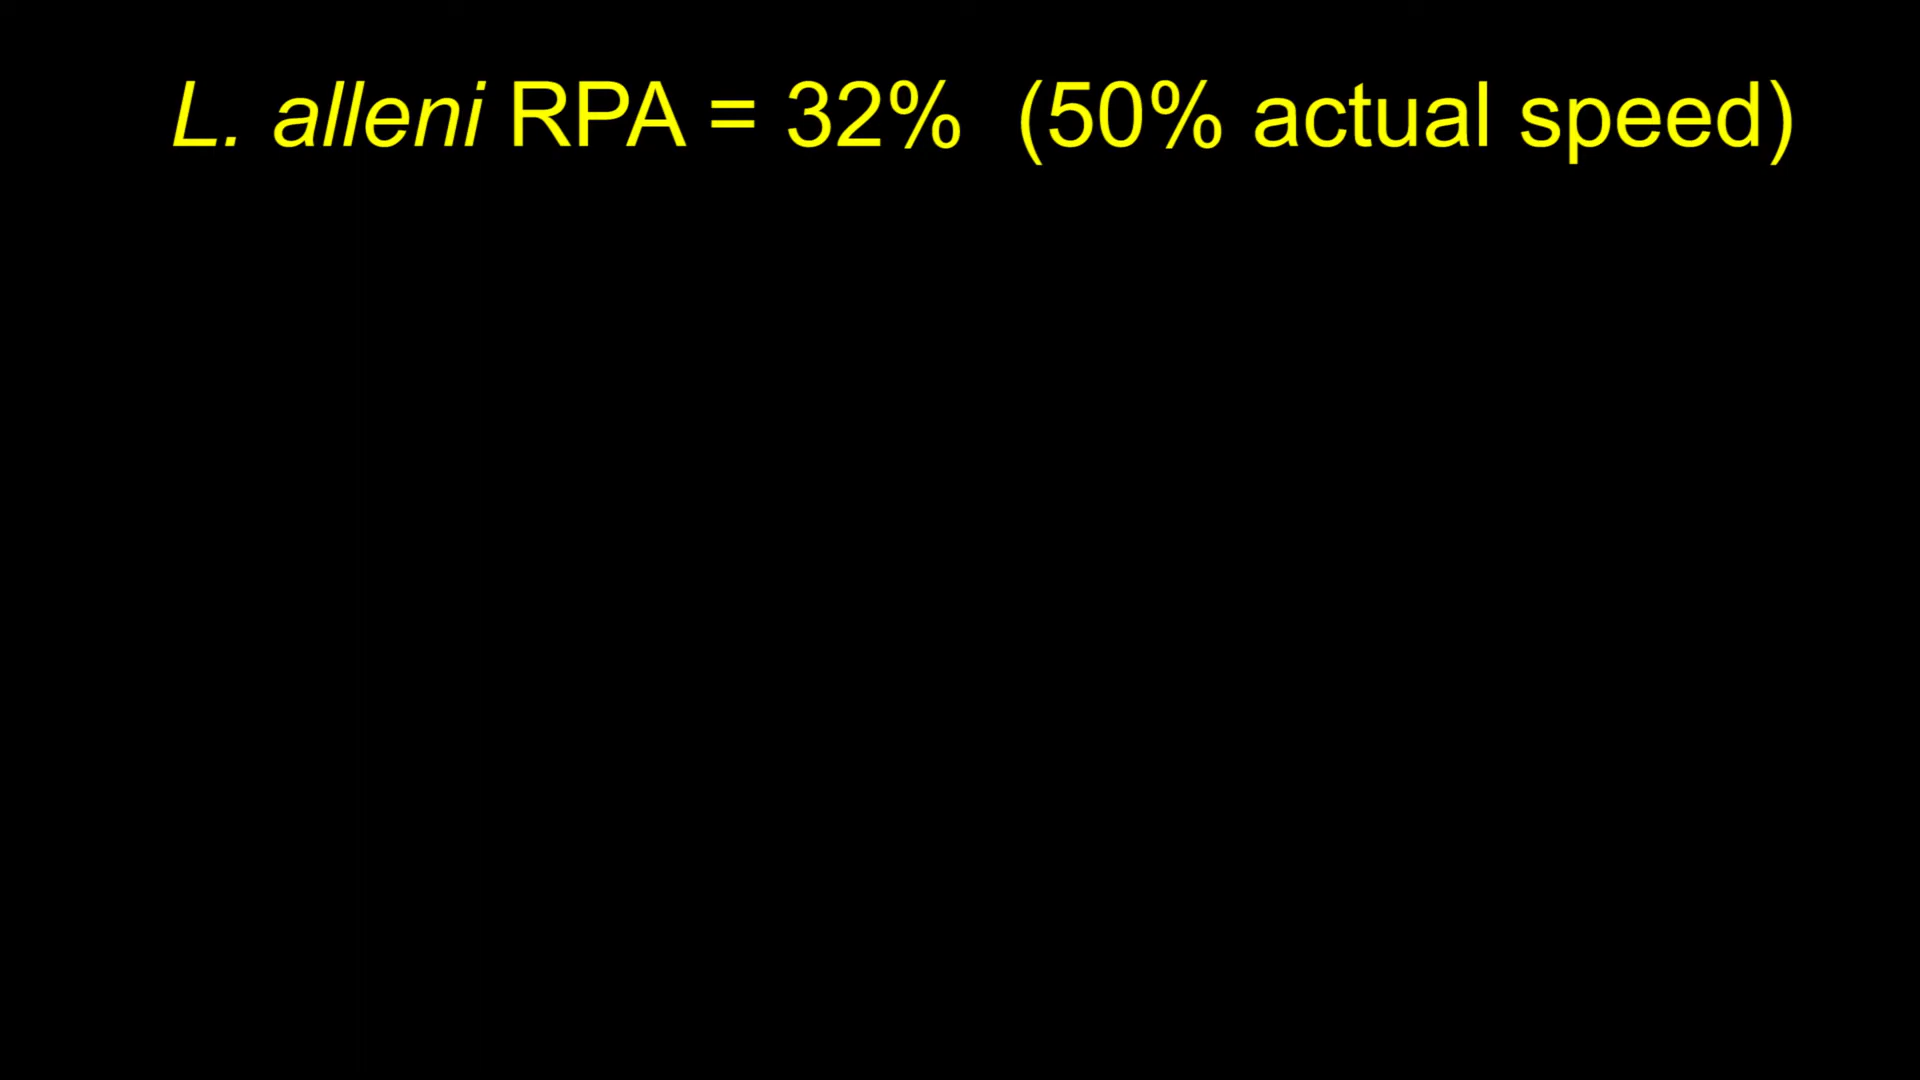 L. alleni RPA = 32% (50% actual speed)